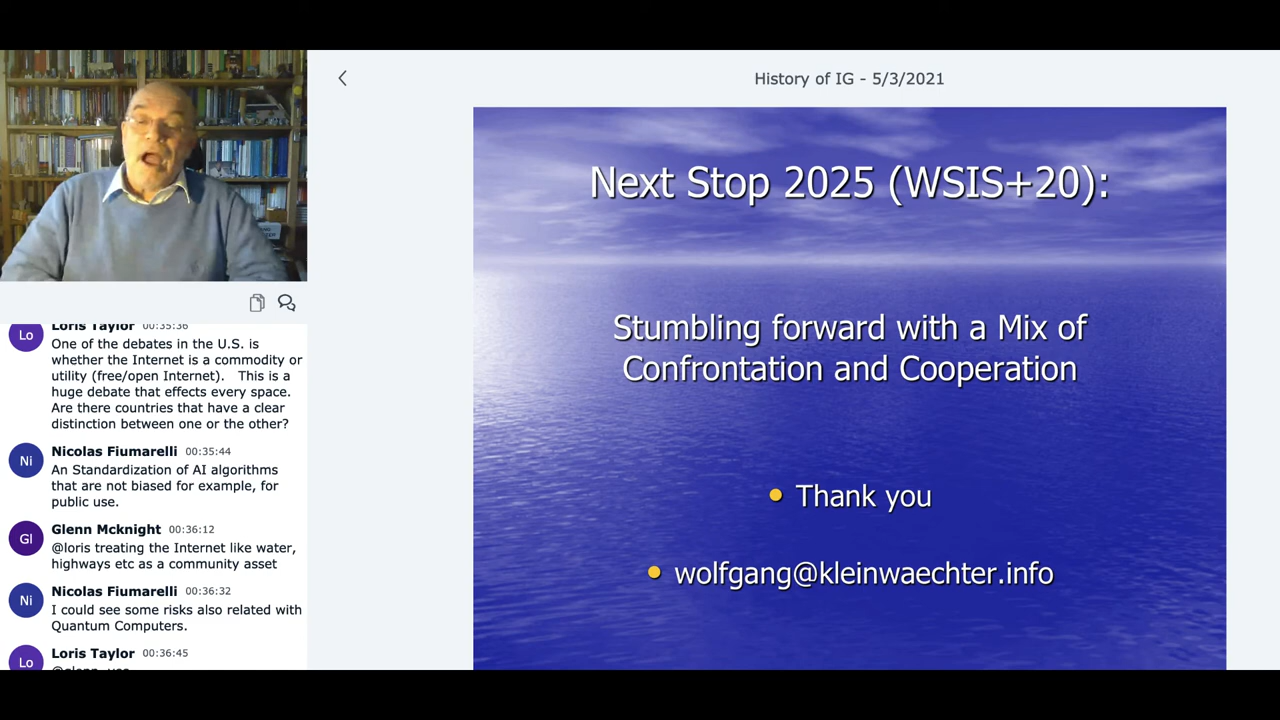 History of IG - 5/3/2021
Next Stop 2025 (WSIS+20):
Stumbling forward with a Mix of
Confrontation and Cooperation
Thank you
wolfgang@kleinwaechter.info
Lo
Loris Taylor 00:35:36
One of the debates in the U.S. is
whether the Internet is a commodity or
utility (free/open Internet).   This is a
huge debate that effects every space.
Are there countries that have a clear
distinction between one or the other?
Ni
Nicolas Fiumarelli 00:35:44
An Standardization of AI algorithms
that are not biased for example, for
public use.
Gl
Glenn Mcknight 00:36:12
@loris treating the Internet like water,
highways etc as a community asset
Ni
Nicolas Fiumarelli 00:36:32
I could see some risks also related with
Quantum Computers.
Lo
Loris Taylor 00:36:45